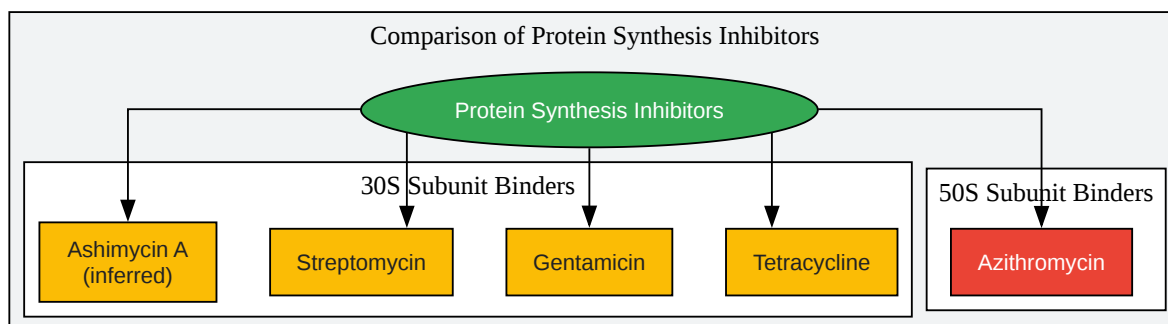 Comparison of Protein Synthesis Inhibitors
Protein Synthesis Inhibitors
30S Subunit Binders
50S Subunit Binders
Ashimycin A
(inferred)
Streptomycin
Gentamicin
Tetracycline
Azithromycin